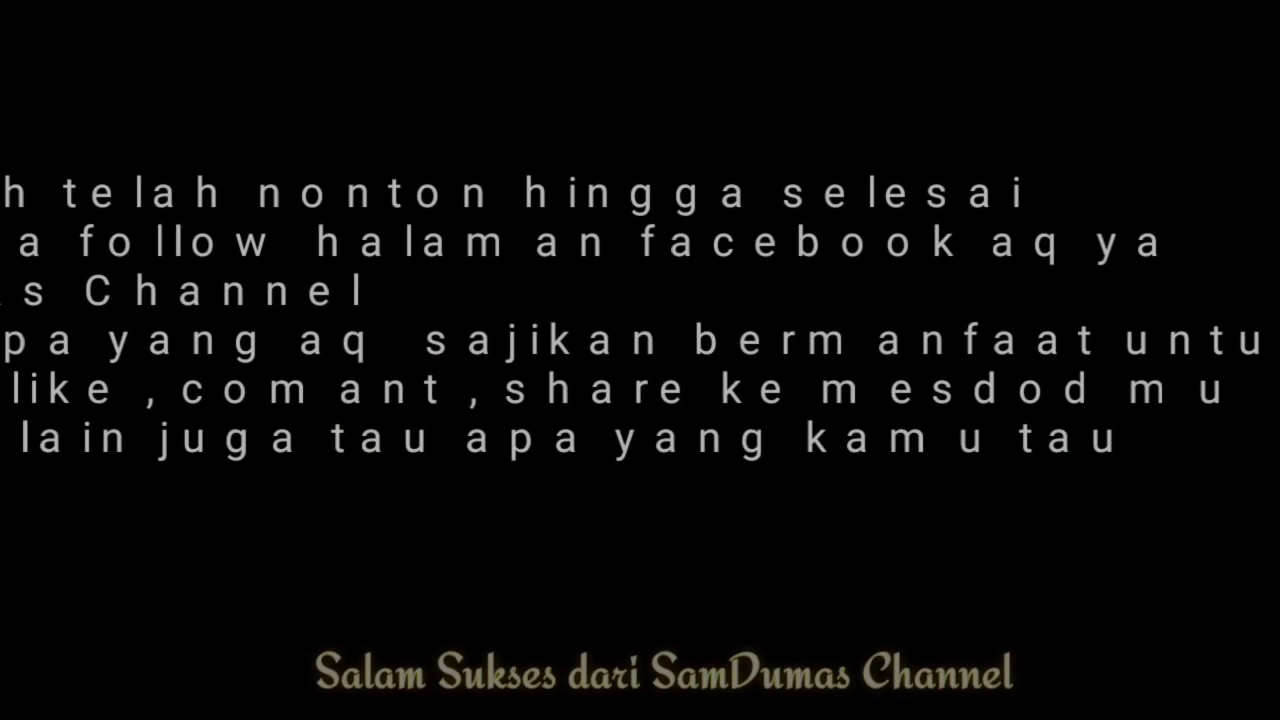 h telah nonton hingga selesai
a follow halaman facebook aq ya
s Channel
pa yang aq sajikan bermanfaat untu
like ,comant ,share ke mesdod mu
lain juga tau apa yang kamu tau
Salam Sukses dari SamDumas Channel